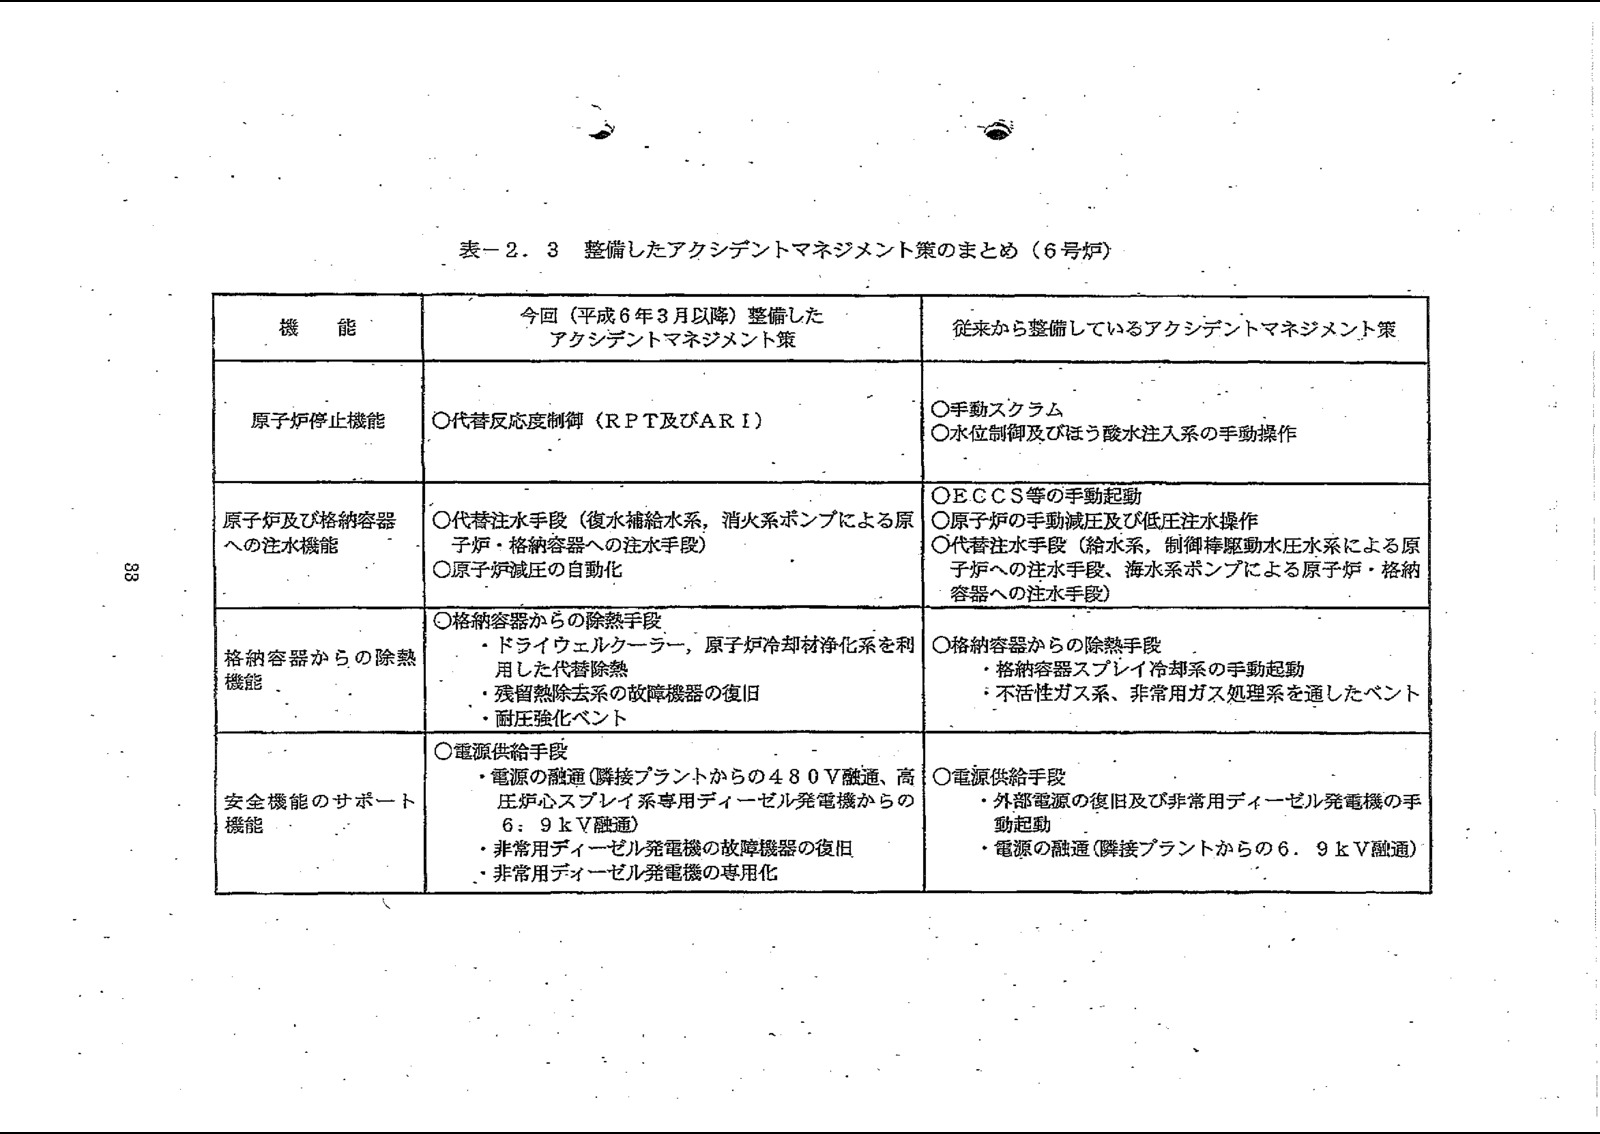 表－２．３　整備したアクシデントマネジメント策のまとめ（６号炉）
機　　能
今回（平成６年３月以降）整備した
アクシデントマネジメント策
従来から整備しているアクシデントマネジメント策
原子炉停止機能
〇代替反応度制御（ＲＰＴ及びＡＲＩ）
〇手動スクラム
〇水位制御及びほう酸水注入系の手動操作
原子炉及び格納容器
への注水機能
〇代替注水手段（復水補給水系，消火系ポンプによる原
子炉・格納容器への注水手段）
〇原子炉減圧の自動化
〇ＥＣＣＳ等の手動起動
〇原子炉の手動減圧及び低圧注水操作
〇代替注水手段（給水系，制御棒駆動水圧水系による原
子炉への注水手段、海水系ポンプによる原子炉・格納
容器への注水手段）
格納容器からの除熱
機能
〇格納容器からの除熱手段
・ドライウェルクーラー，原子炉冷却材浄化系を利
用した代替除熱
・残留熱除去系の故障機器の復旧
・耐圧強化ベント
〇格納容器からの除熱手段
・格納容器スプレイ冷却系の手動起動
・不活性ガス系、非常用ガス処理系を通したベント
安全機能のサポート
機能
〇電源供給手段
・電源の融通（隣接プラントからの４８０Ｖ融通、高
圧炉心スプレイ系専用ディーゼル発電機からの
６．９ｋＶ融通）
・非常用ディーゼル発電機の故障機器の復旧
・非常用ディーゼル発電機の専用化
〇電源供給手段
・外部電源の復旧及び非常用ディーゼル発電機の手
動起動
・電源の融通（隣接プラントからの６．９ｋＶ融通）
88